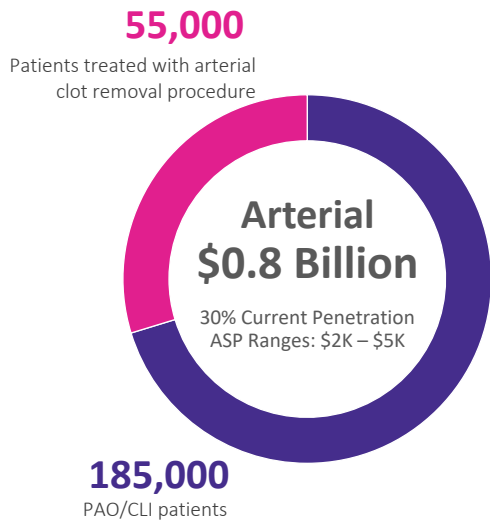 55,000
Patients treated with arterial
clot removal procedure
Arterial
$0.8 Billion
30% Current Penetration
ASP Ranges: $2K – $5K
185,000
PAO/CLI patients